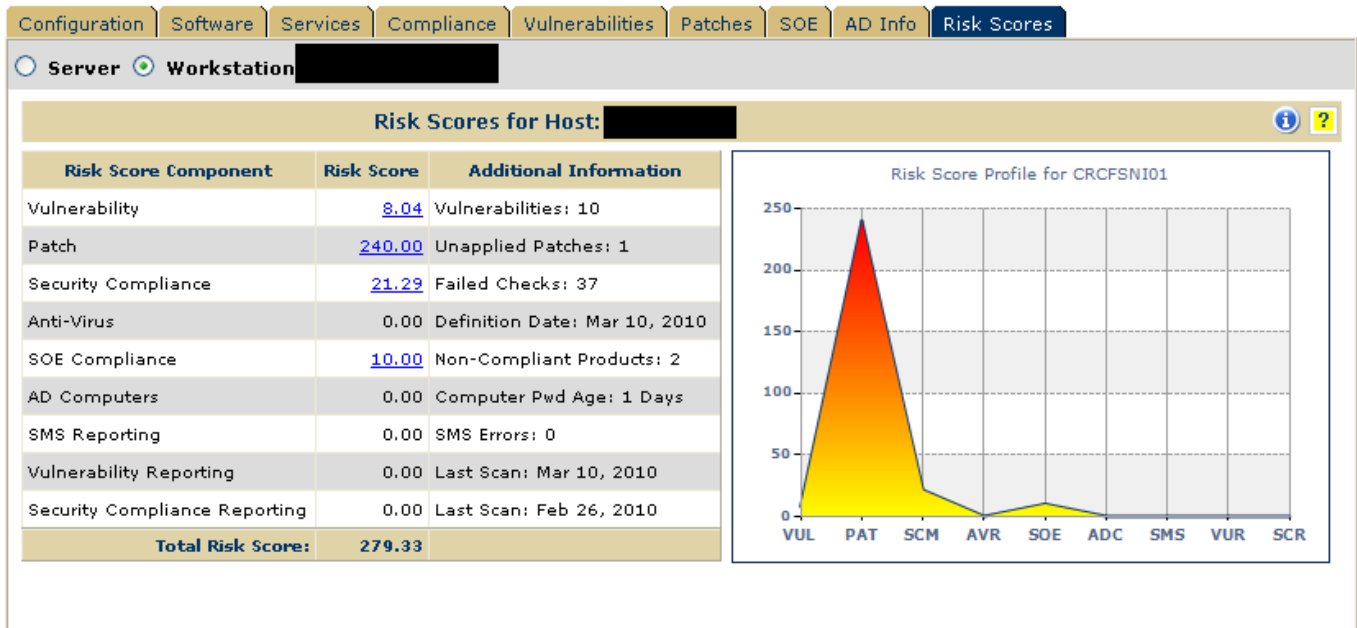 Configuration Software Services Compliance Vulnerabilities Patches SOE AD Info Risk Scores
Server Workstation
Risk Scores for Host:
i ?
Risk Score Component Risk Score Additional Information
Vulnerability 8.04 Vulnerabilities: 10
Patch 240.00 Unapplied Patches: 1
Security Compliance 21.29 Failed Checks: 37
Anti-Virus 0.00 Definition Date: Mar 10, 2010
SOE Compliance 10.00 Non-Compliant Products: 2
AD Computers 0.00 Computer Pwd Age: 1 Days
SMS Reporting 0.00 SMS Errors: 0
Vulnerability Reporting 0.00 Last Scan: Mar 10, 2010
Security Compliance Reporting 0.00 Last Scan: Feb 26, 2010
Total Risk Score: 279.33
Risk Score Profile for CRCFSNI01
250
200
150
100
50
0
VUL PAT SCM AVR SOE ADC SMS VUR SCR